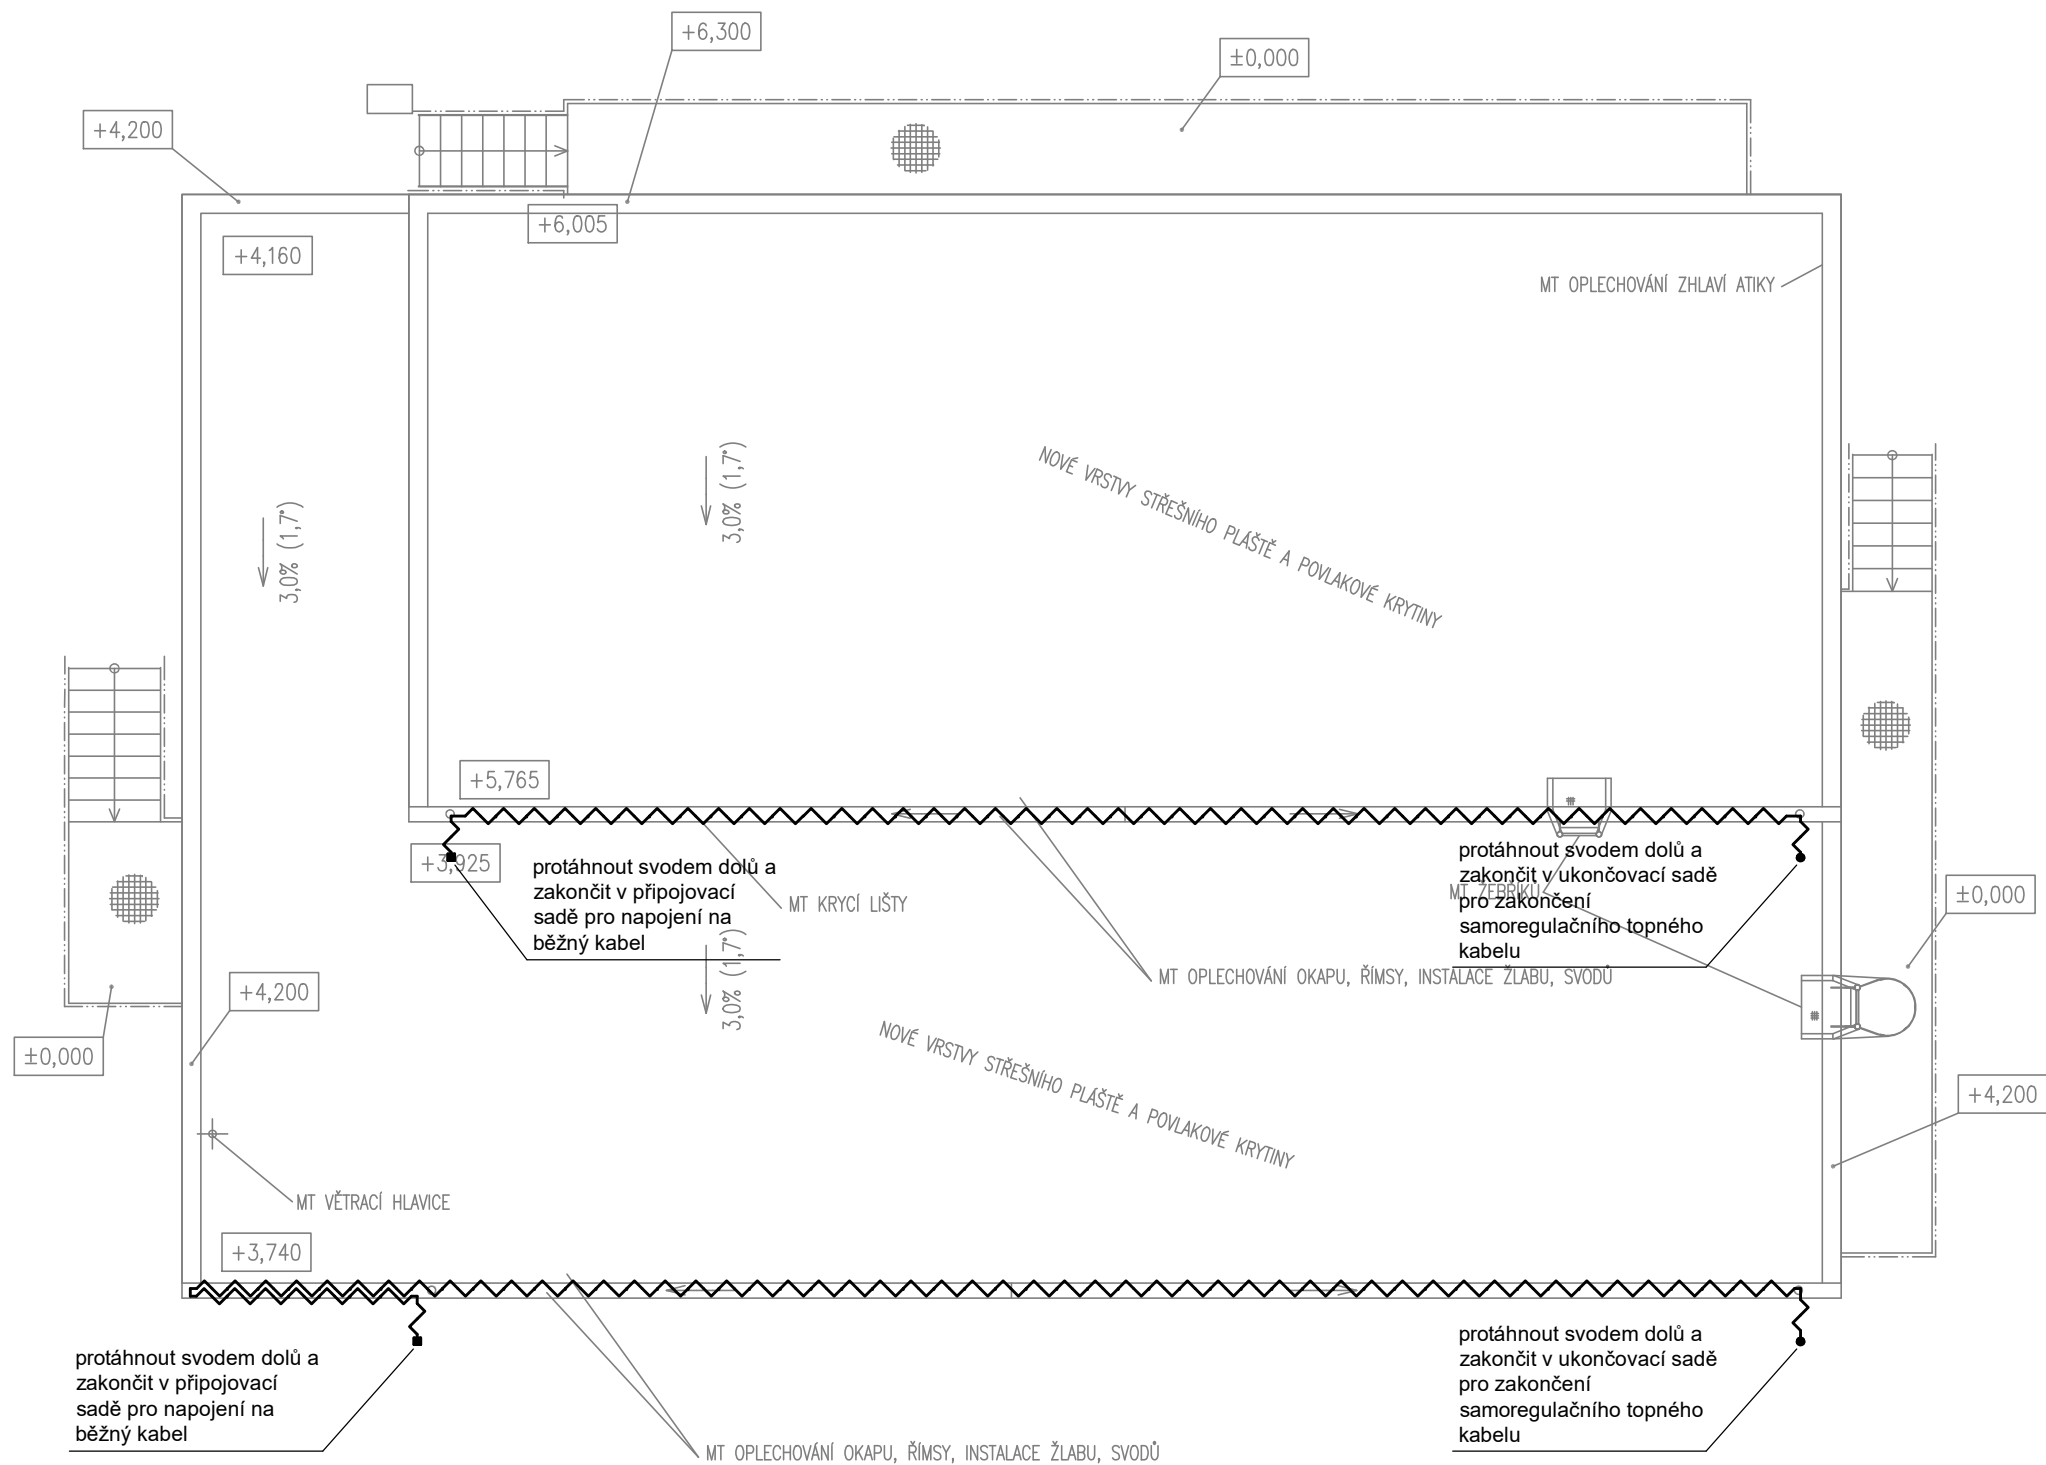 +6,300
±0,000
+4,200
+6,005
+4,160
MT OPLECHOVÁNÍ ZHLAVÍ ATIKY
3,0% (1,7°)
3,0% (1,7°)
NOVÉ VRSTVY STŘEŠNÍHO PLÁŠTĚ A POVLAKOVÉ KRYTINY
+5,765
+3,925
protáhnout svodem dolů a
zakončit v připojovací
sadě pro napojení na
běžný kabel
MT KRYCÍ LIŠTY
protáhnout svodem dolů a
zakončit v ukončovací sadě
pro zakončení
samoregulačního topného
kabelu
MT ŽEBŘÍKŮ
±0,000
MT OPLECHOVÁNÍ OKAPU, ŘÍMSY, INSTALACE ŽLABU, SVODŮ
3,0% (1,7°)
+4,200
±0,000
NOVÉ VRSTVY STŘEŠNÍHO PLÁŠTĚ A POVLAKOVÉ KRYTINY
+4,200
MT VĚTRACÍ HLAVICE
+3,740
protáhnout svodem dolů a
zakončit v připojovací
sadě pro napojení na
běžný kabel
protáhnout svodem dolů a
zakončit v ukončovací sadě
pro zakončení
samoregulačního topného
kabelu
MT OPLECHOVÁNÍ OKAPU, ŘÍMSY, INSTALACE ŽLABU, SVODŮ